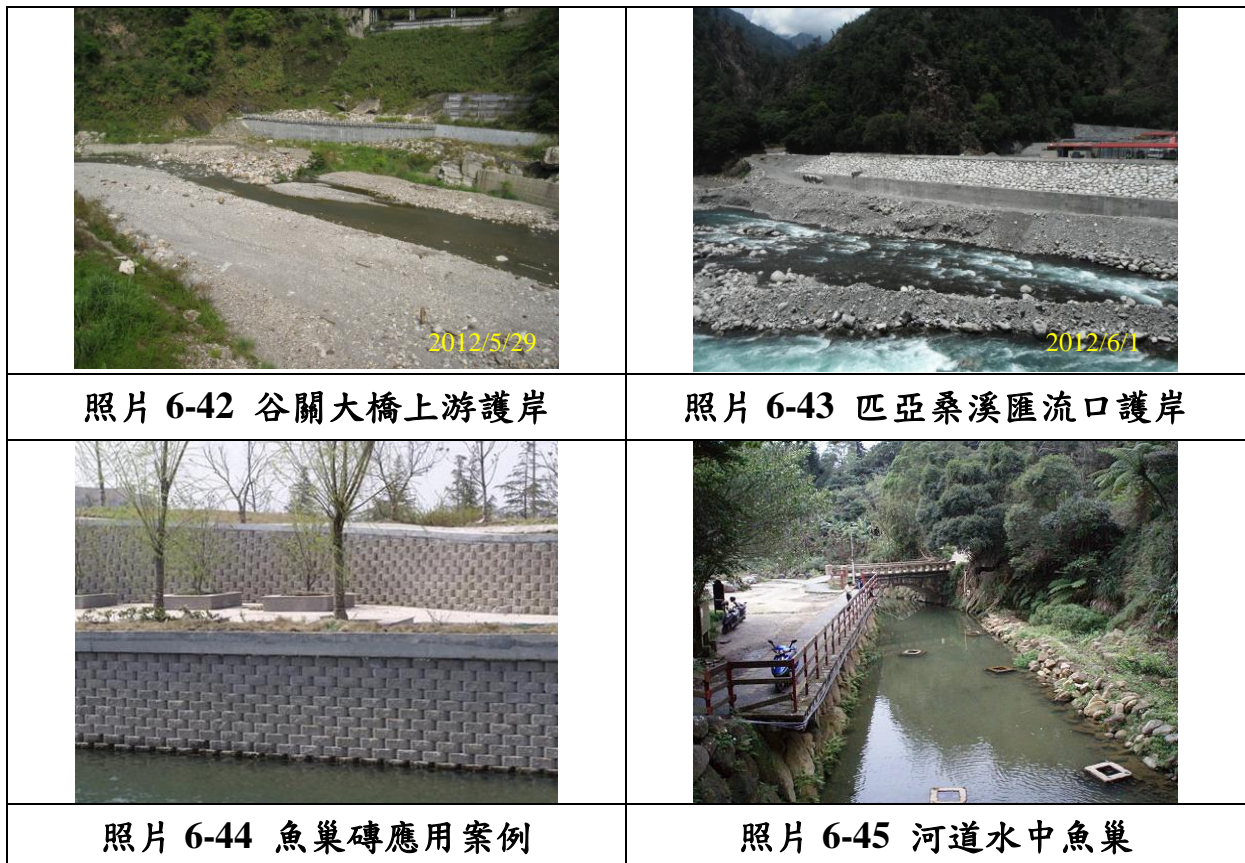 2012/5/29
2012/6/1
照片 6-42 谷關大橋上游護岸
照片 6-43 匹亞桑溪匯流口護岸
照片 6-44 魚巢磚應用案例
照片 6-45 河道水中魚巢